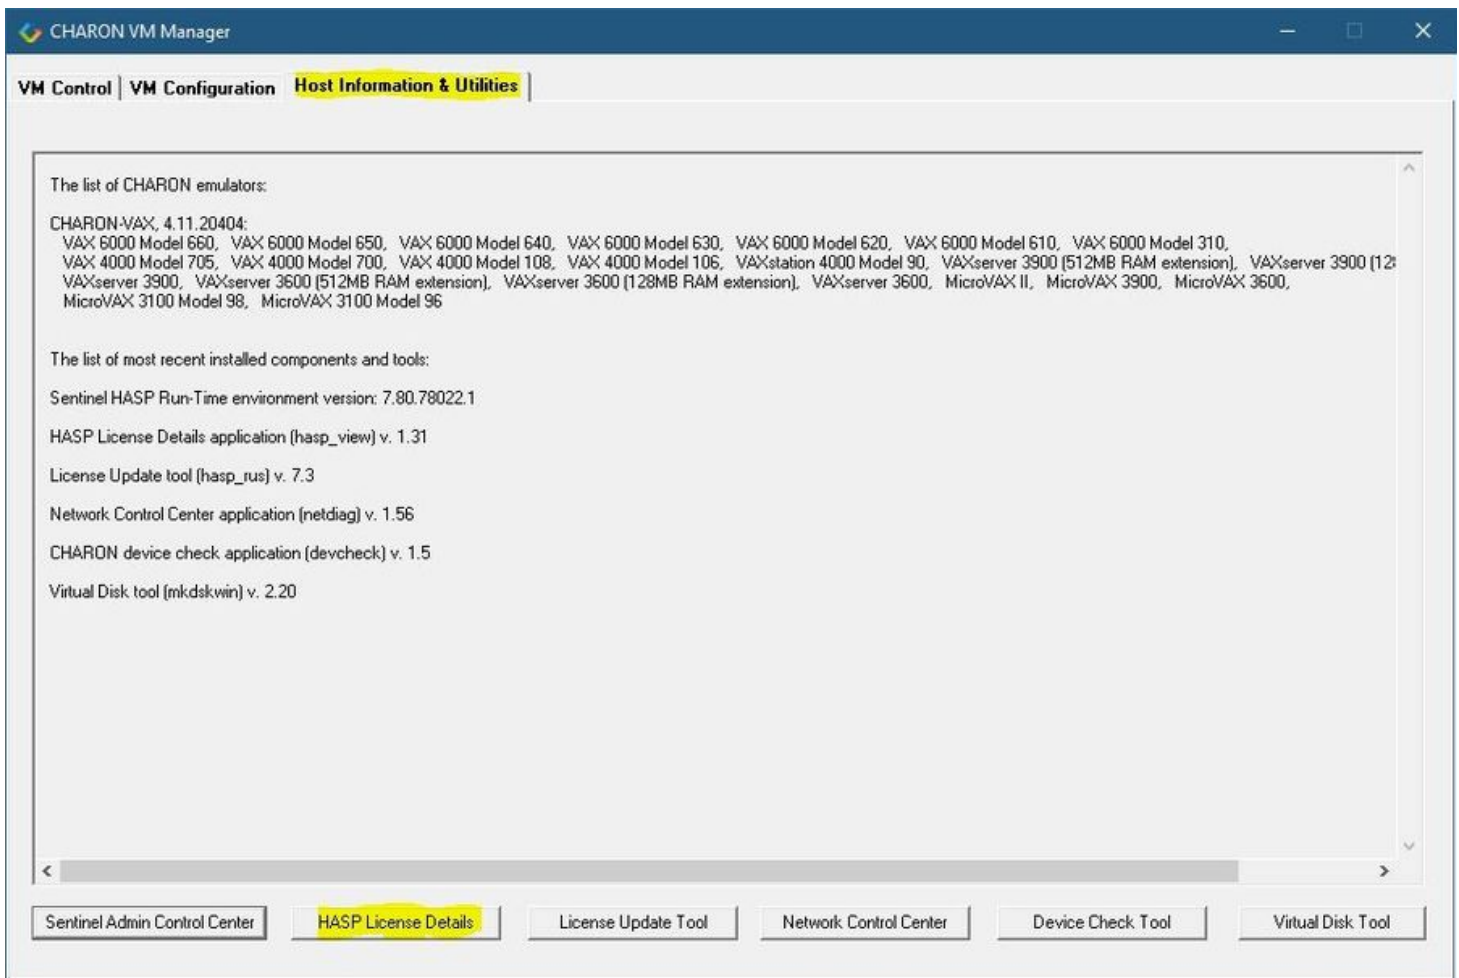 CHARON VM Manager
VM Control VM Configuration Host Information & Utilities
The list of CHARON emulators:
CHARON-VAX, 4.11.20404:
VAX 6000 Model 660, VAX 6000 Model 650, VAX 6000 Model 640, VAX 6000 Model 630, VAX 6000 Model 620, VAX 6000 Model 610, VAX 6000 Model 310,
VAX 4000 Model 705, VAX 4000 Model 700, VAX 4000 Model 108, VAX 4000 Model 106, VAXstation 4000 Model 90, VAXserver 3900 (512MB RAM extension), VAXserver 3900 (12
VAXserver 3900, VAXserver 3600 (512MB RAM extension), VAXserver 3600 (128MB RAM extension), VAXserver 3600, MicroVAX II, MicroVAX 3900, MicroVAX 3600,
MicroVAX 3100 Model 98, MicroVAX 3100 Model 96
The list of most recent installed components and tools:
Sentinel HASP Run-Time environment version: 7.80.78022.1
HASP License Details application (hasp_view) v. 1.31
License Update tool (hasp_rus) v. 7.3
Network Control Center application (netdiag) v. 1.56
CHARON device check application (devcheck) v. 1.5
Virtual Disk tool (mkdskwin) v. 2.20
Sentinel Admin Control Center HASP License Details License Update Tool Network Control Center Device Check Tool Virtual Disk Tool